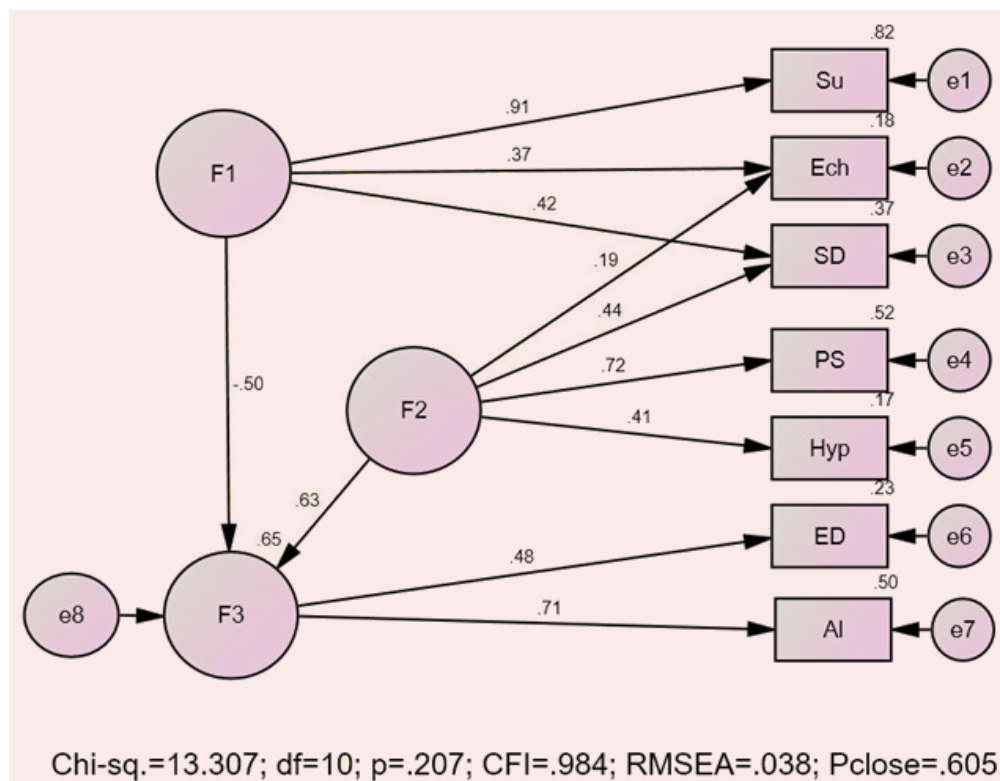 .82
Su
e1
.91
.18
F1
.37
Ech
e2
.42
.37
.19
SD
e3
.44
.52
-.50
.72
PS
e4
F2
.41
.17
Hyp
e5
.63
.23
.65
.48
ED
e6
e8
F3
.71
.50
AI
e7
Chi-sq.=13.307; df=10; p=.207; CFI=.984; RMSEA=.038; Pclose=.605